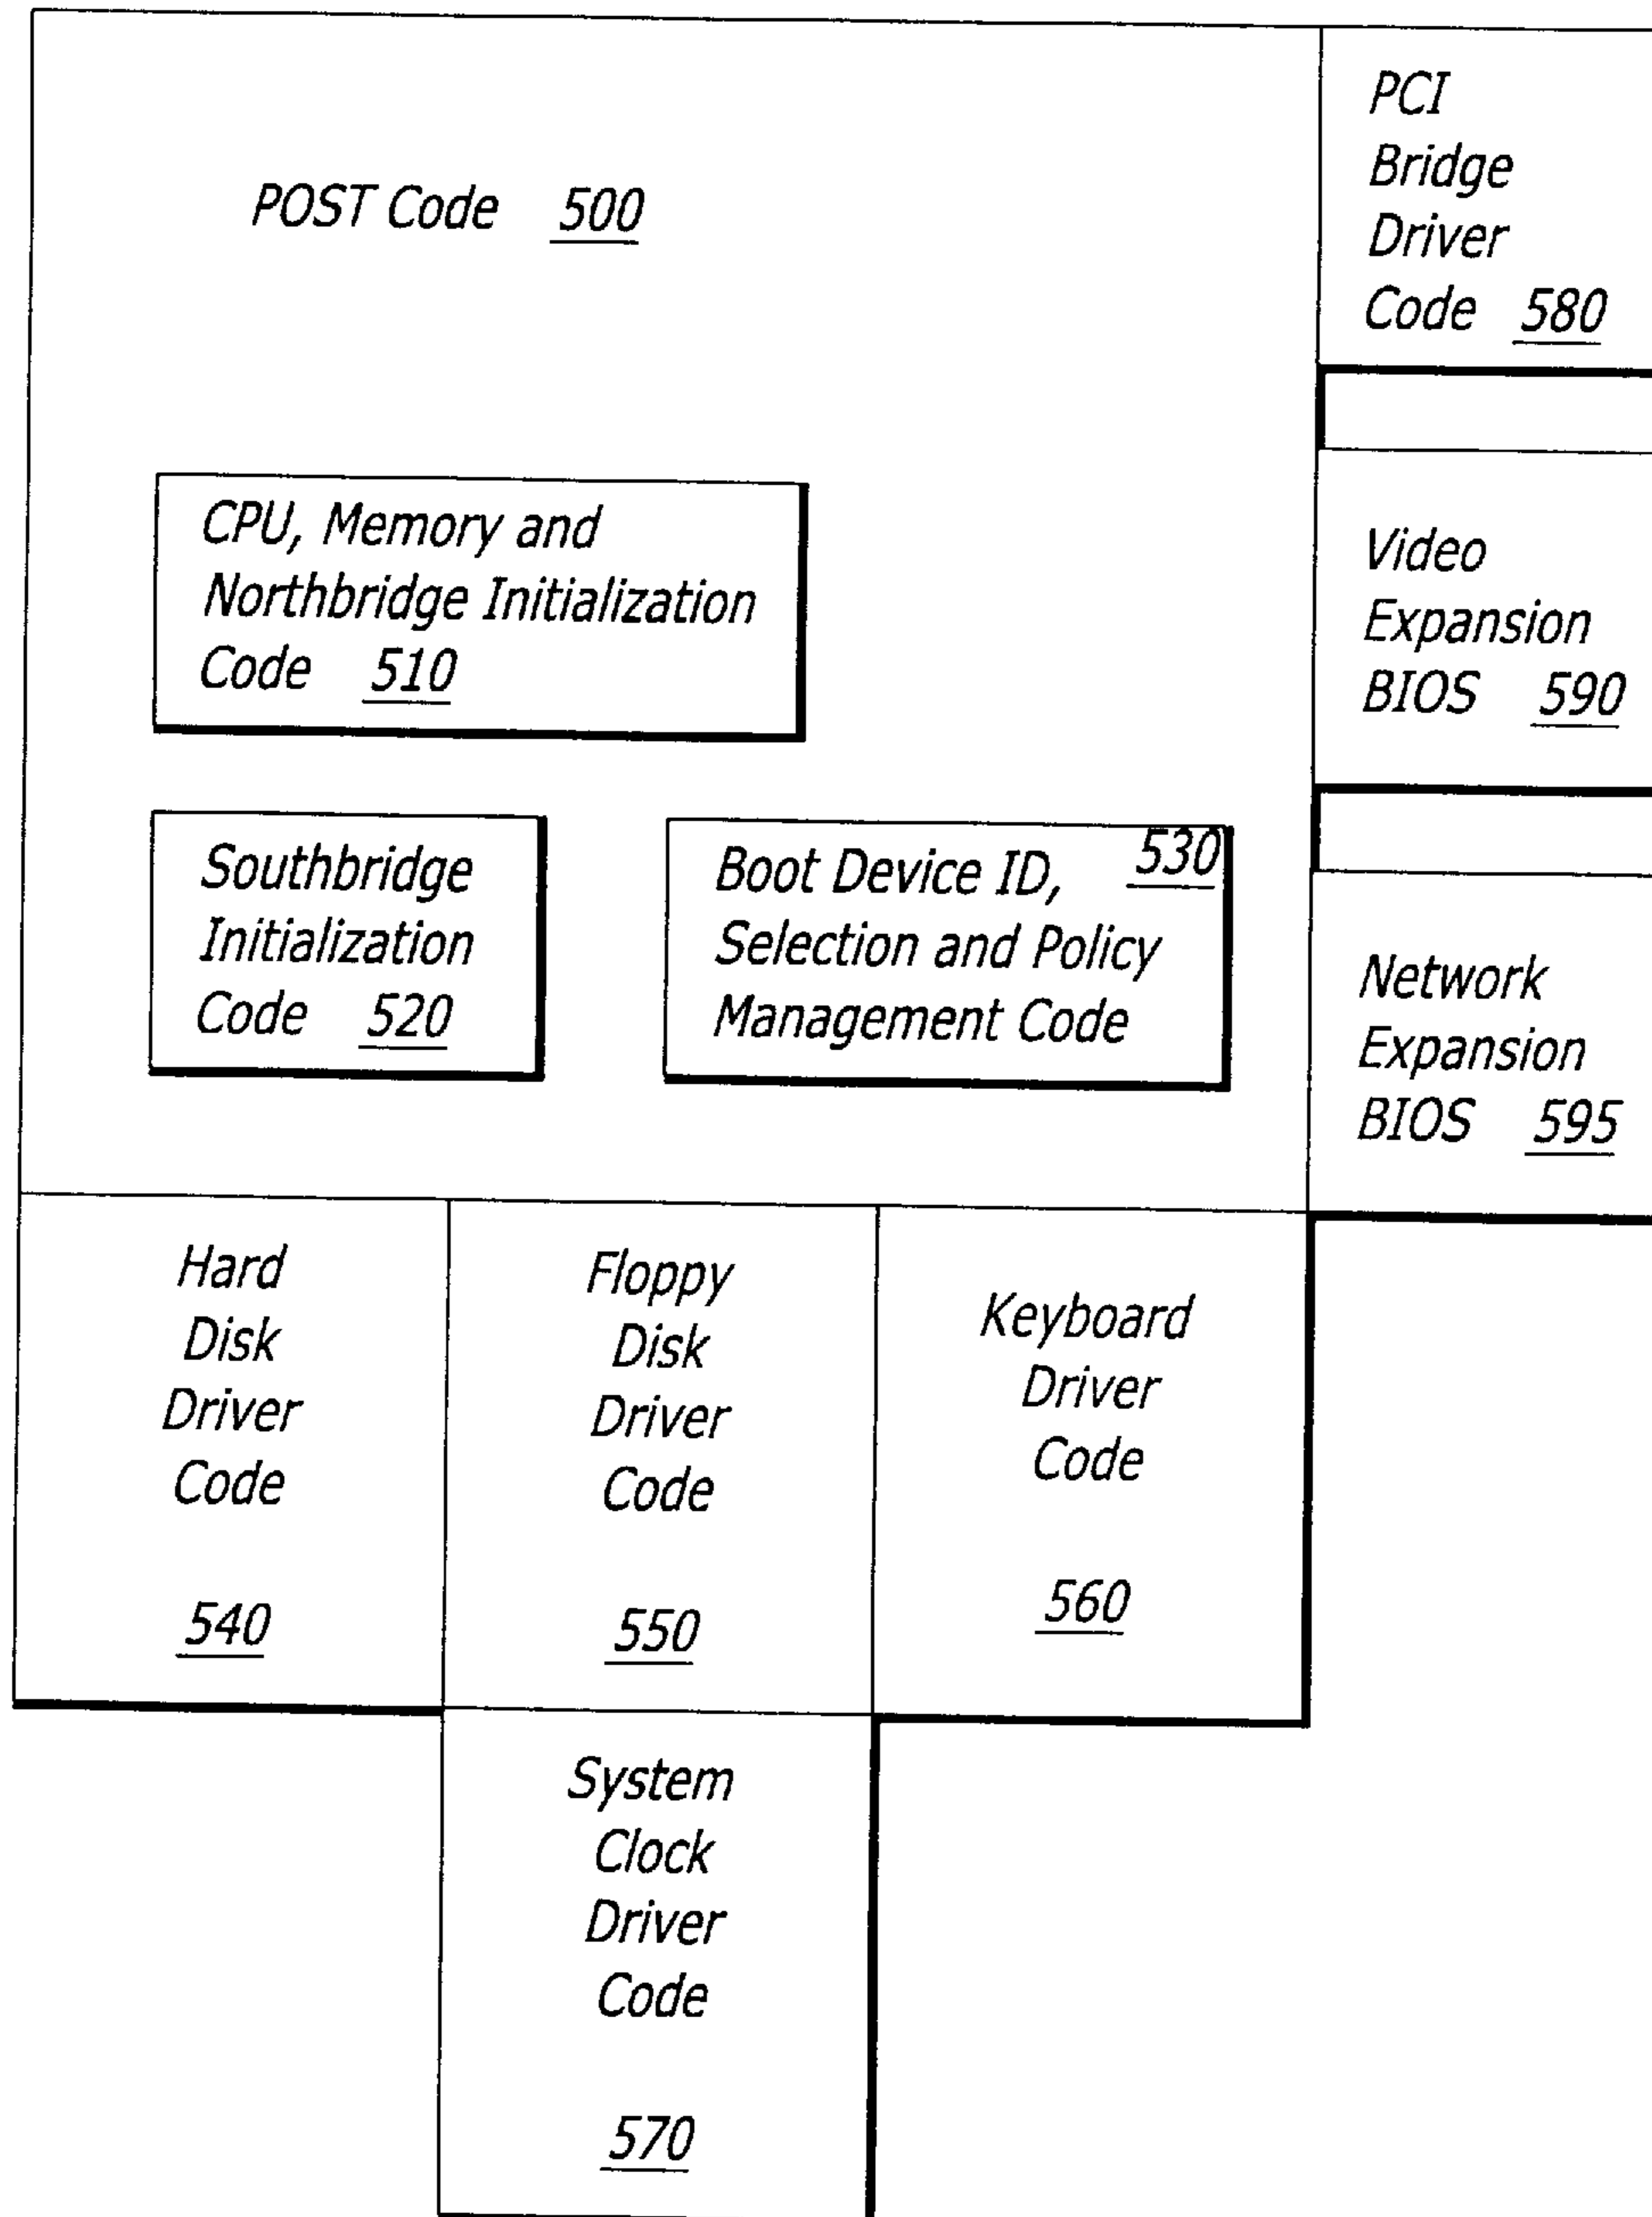 POST Code 500
PCI
Bridge
Driver
Code 580
CPU, Memory and
Northbridge Initialization
Code 510
Video
Expansion
BIOS 590
Southbridge
Initialization
Code 520
Boot Device ID, 530
Selection and Policy
Management Code
Network
Expansion
BIOS 595
Hard
Disk
Driver
Code
540
Floppy
Disk
Driver
Code
550
Keyboard
Driver
Code
560
System
Clock
Driver
Code
570